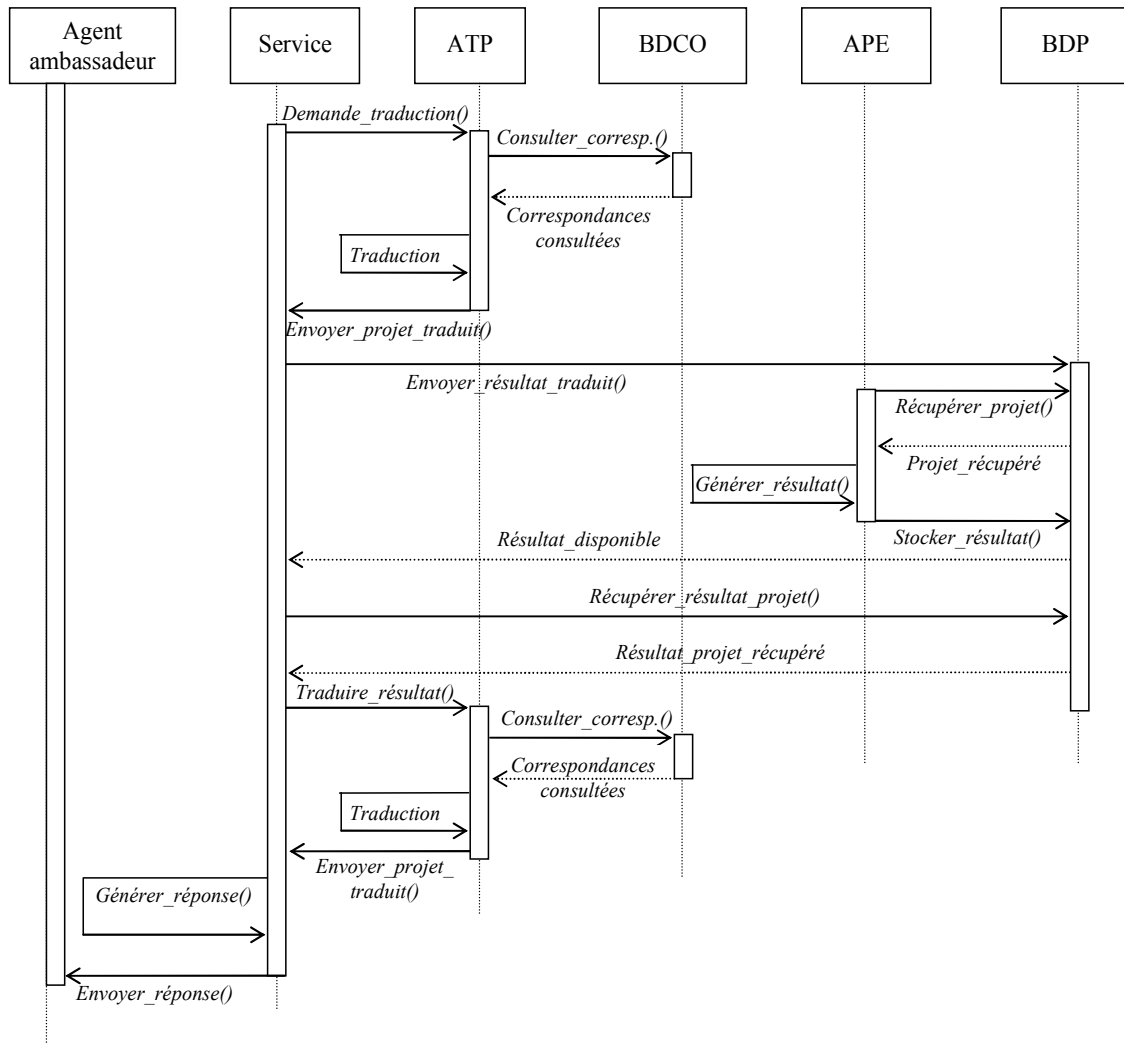 Agent
ambassadeur
Service
ATP
BDCO
APE
BDP
Demande_traduction()
Consulter_corresp.()
Correspondances
consultées
Traduction
Envoyer_projet_traduit()
Envoyer_résultat_traduit()
Récupérer_projet()
Projet_récupéré
Générer_résultat()
Stocker_résultat()
Résultat_disponible
Récupérer_résultat_projet()
Résultat_projet_récupéré
Traduire_résultat()
Consulter_corresp.()
Correspondances
consultées
Traduction
Envoyer_projet_
traduit()
Générer_réponse()
Envoyer_réponse()